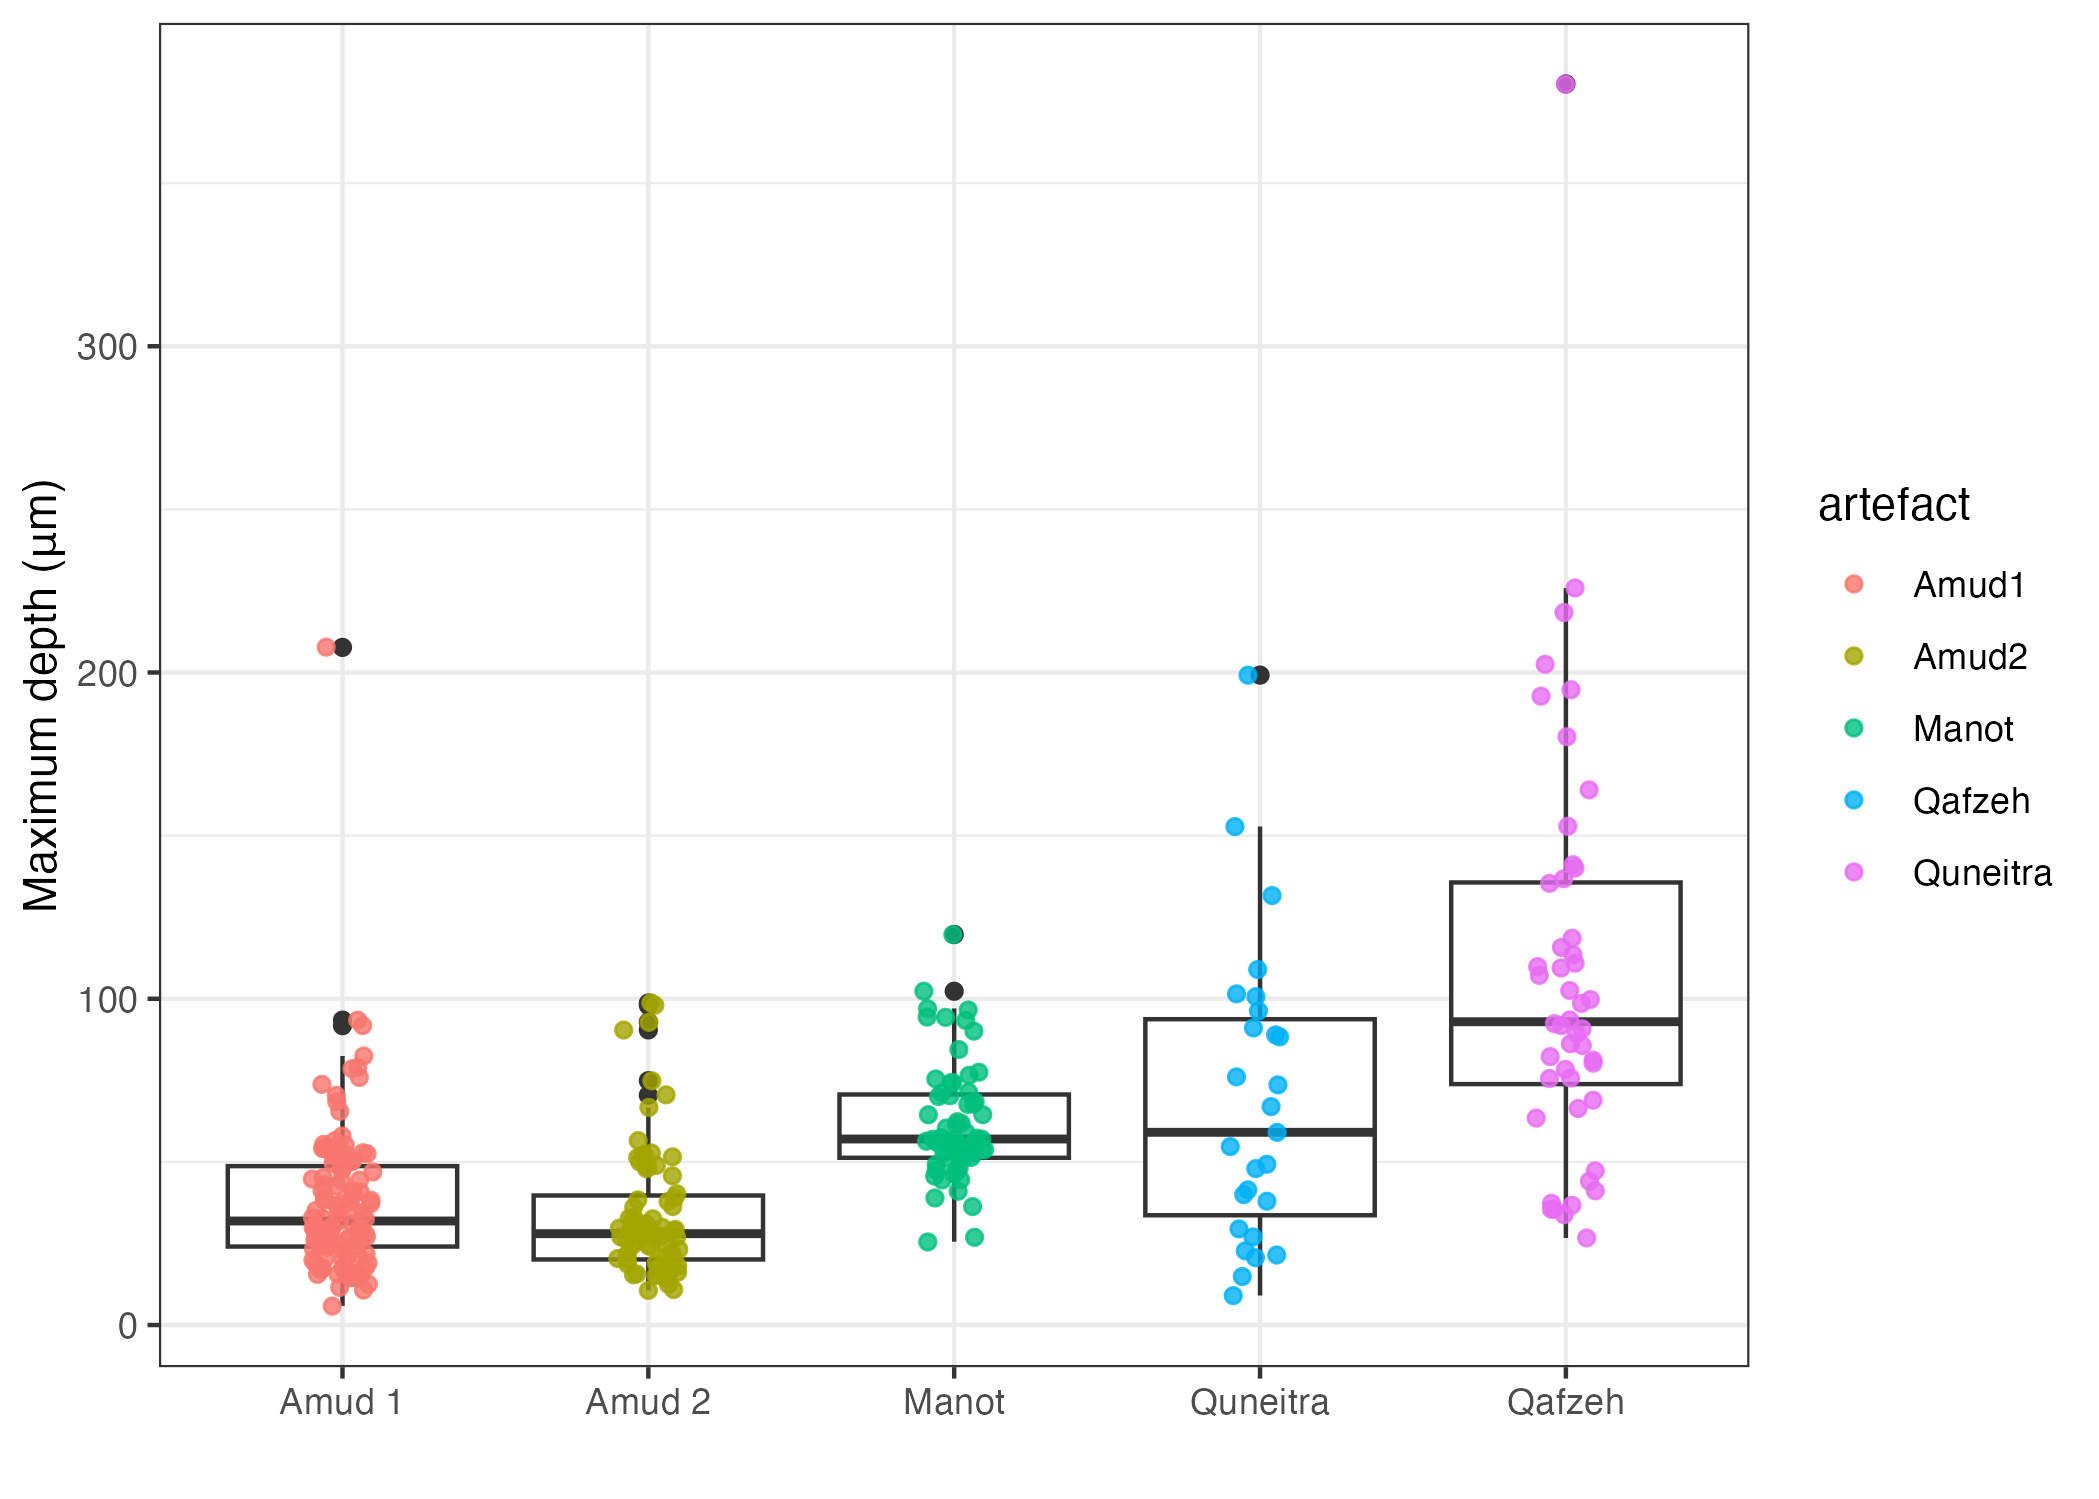 Maximum depth (µm)
300
200
100
0
Amud 1
Amud 2
Manot
Quneitra
Qafzeh
artefact
Amud1
Amud2
Manot
Qafzeh
Quneitra